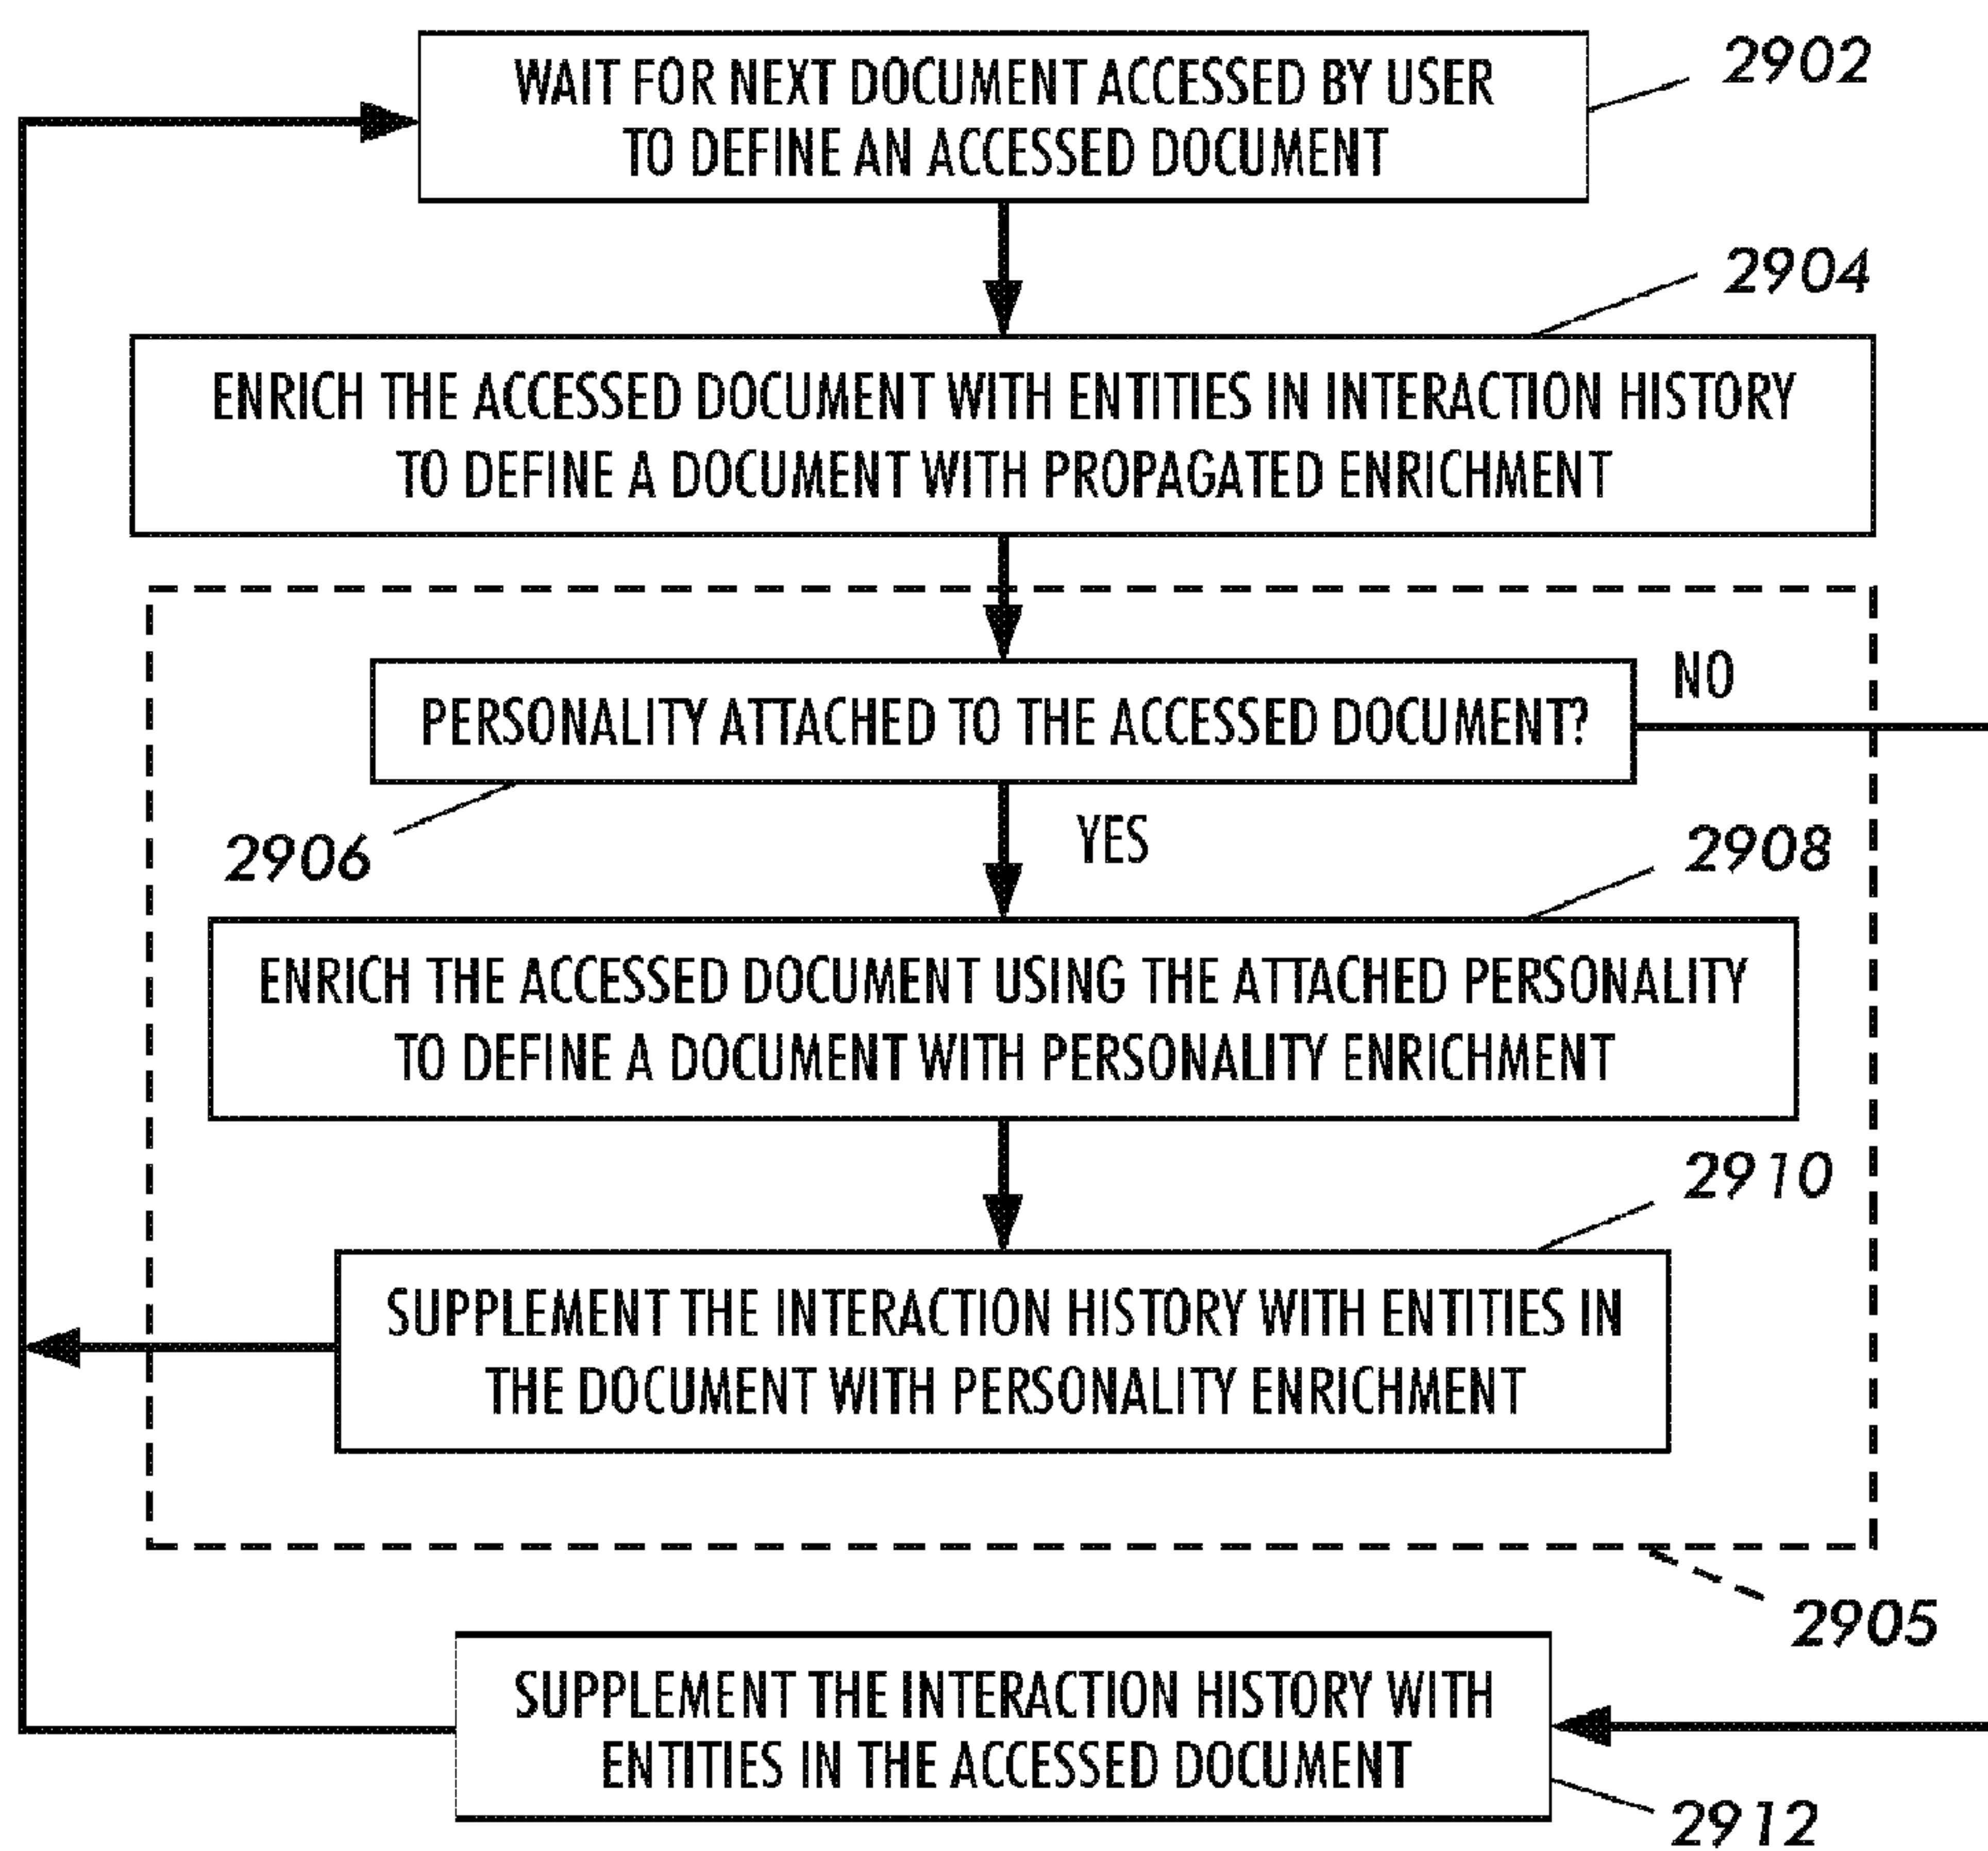 WAIT FOR NEXT DOCUMENT ACCESSED BY USER
TO DEFINE AN ACCESSED DOCUMENT
2902
2904
ENRICH THE ACCESSED DOCUMENT WITH ENTITIES IN INTERACTION HISTORY
TO DEFINE A DOCUMENT WITH PROPAGATED ENRICHMENT
NO
PERSONALITY ATTACHED TO THE ACCESSED DOCUMENT?
2906
YES
2908
ENRICH THE ACCESSED DOCUMENT USING THE ATTACHED PERSONALITY
TO DEFINE A DOCUMENT WITH PERSONALITY ENRICHMENT
2910
SUPPLEMENT THE INTERACTION HISTORY WITH ENTITIES IN
THE DOCUMENT WITH PERSONALITY ENRICHMENT
2905
SUPPLEMENT THE INTERACTION HISTORY WITH
ENTITIES IN THE ACCESSED DOCUMENT
2912